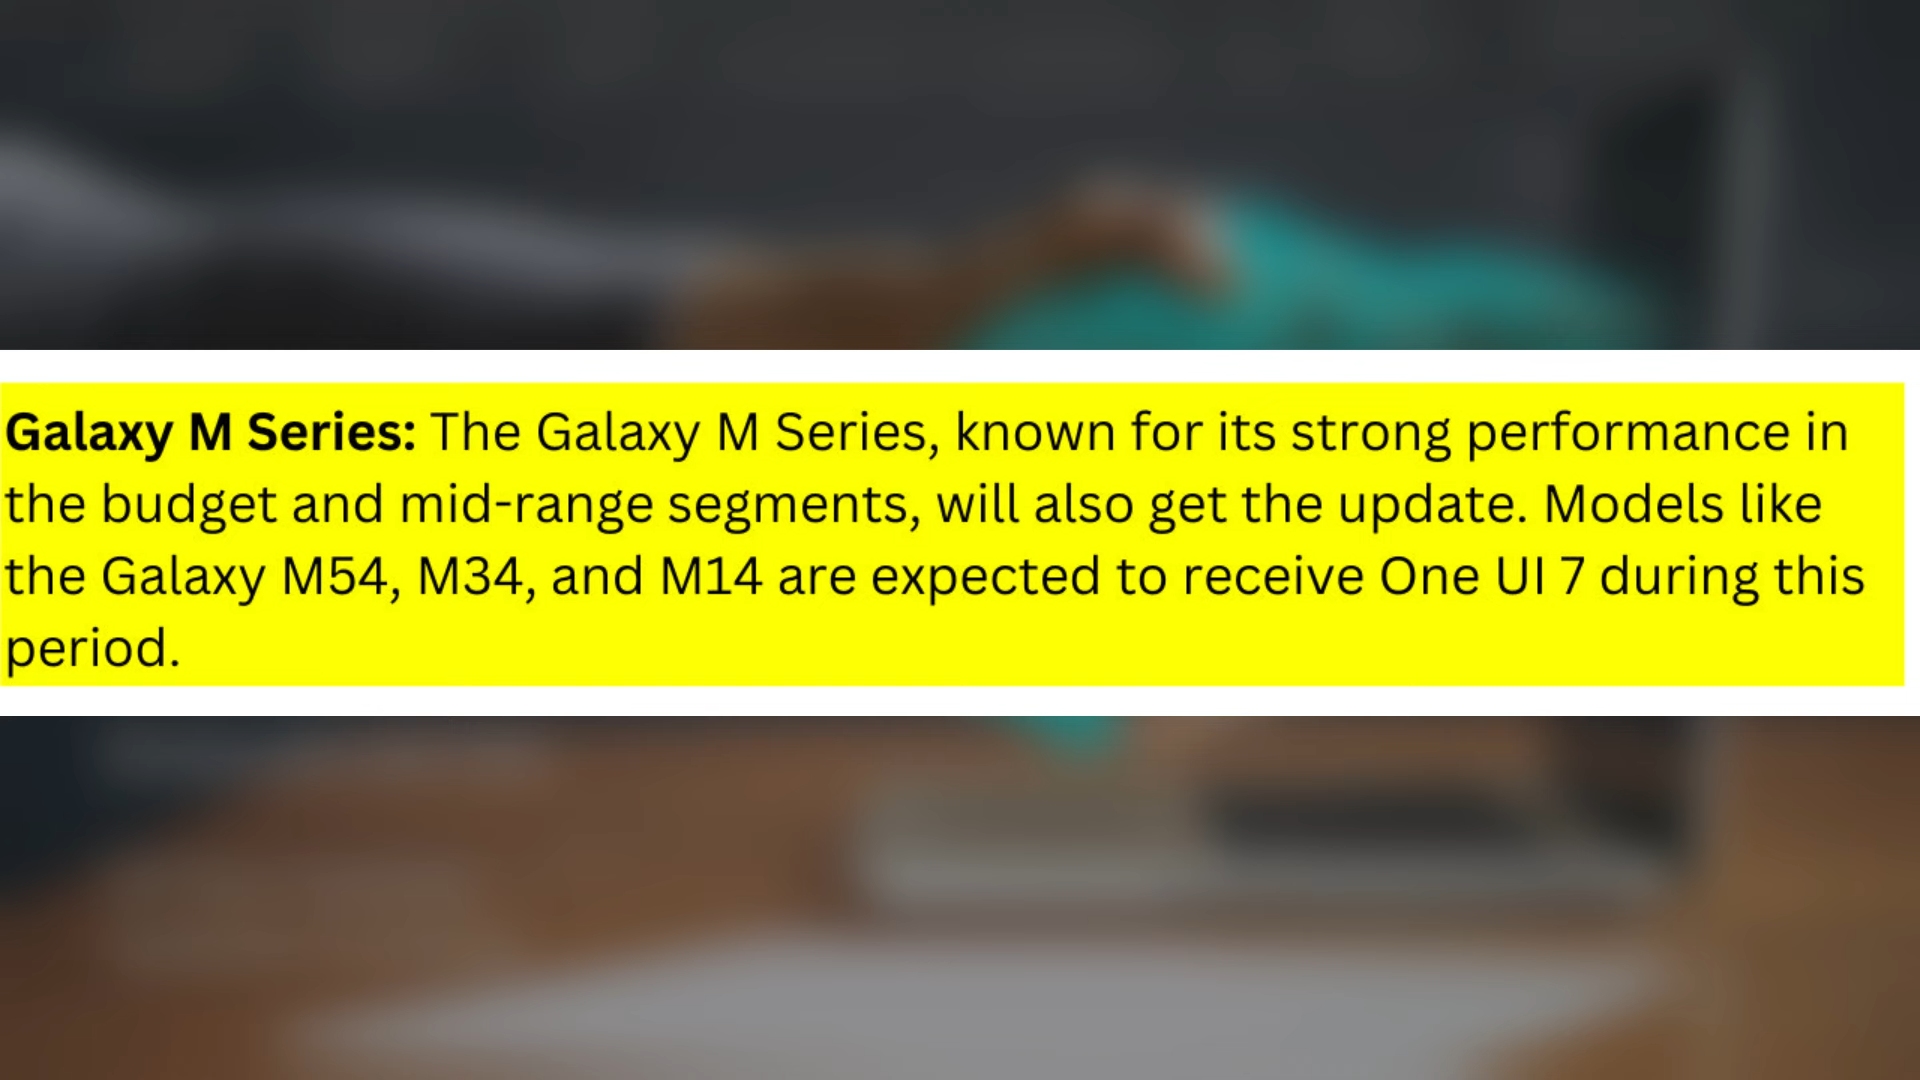 Galaxy M Series: The Galaxy M Series, known for its strong performance in
the budget and mid-range segments, will also get the update. Models like
the Galaxy M54, M34, and M14 are expected to receive One UI 7 during this
period.